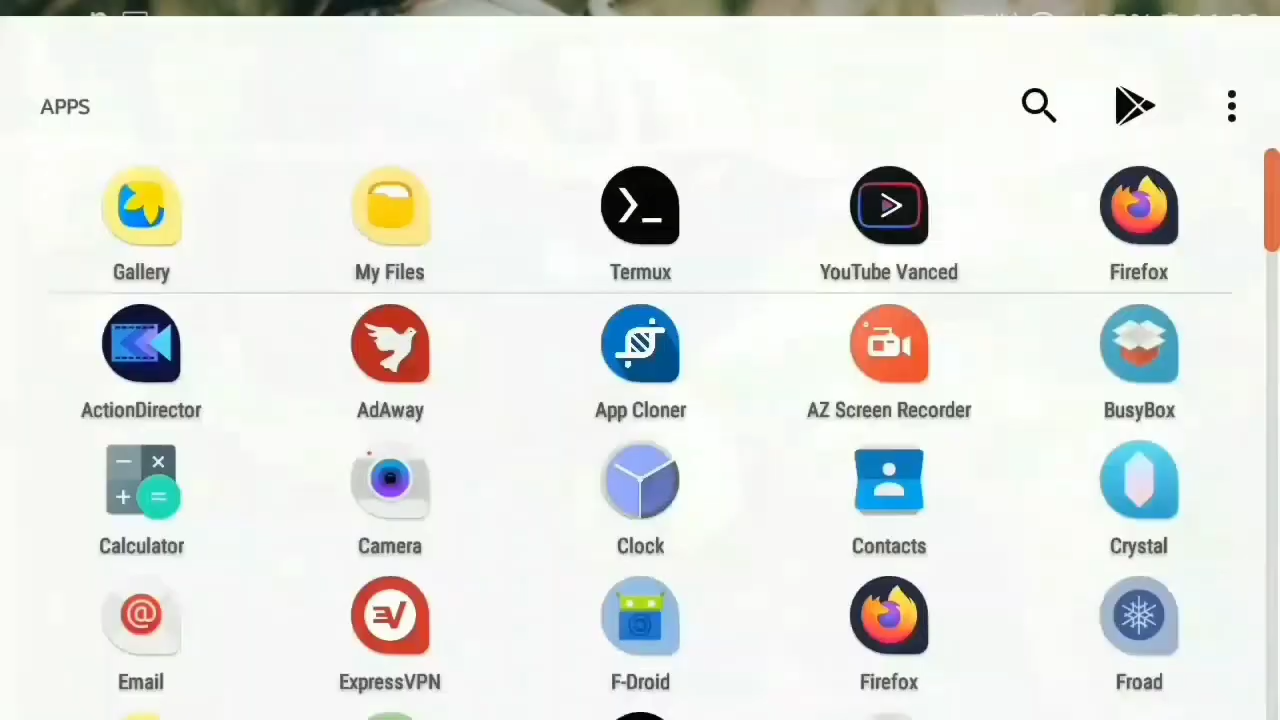 APPS
Gallery
My Files
Termux
YouTube Vanced
Firefox
ActionDirector
AdAway
App Cloner
AZ Screen Recorder
BusyBox
Calculator
Camera
Clock
Contacts
Crystal
Email
ExpressVPN
F-Droid
Firefox
Froad